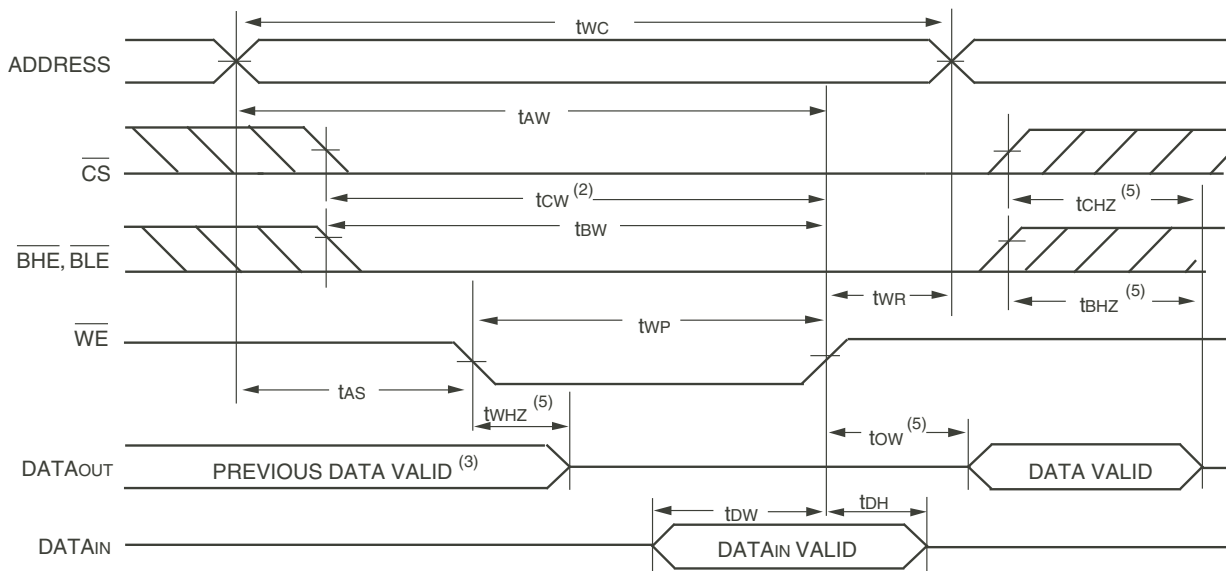 tWC
ADDRESS
tAW
CS
tCW (2)
tCHZ (5)
tBW
BHE, BLE
tWR
tBHZ (5)
tWP
WE
tAS
tWHZ (5)
tOW (5)
DATAOUT
PREVIOUS DATA VALID (3)
DATA VALID
tDW
tDH
DATAIN
DATAIN VALID